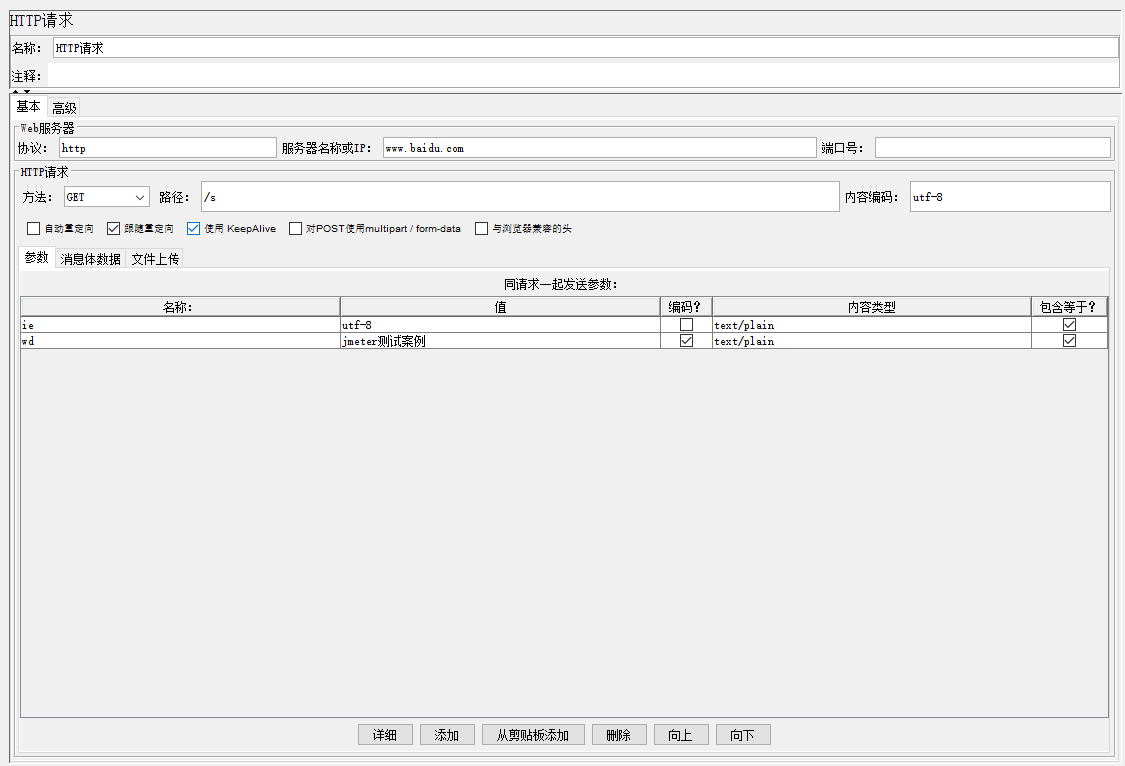 HTTP请求
名称： HTTP请求
注释：
基本 高级
Web服务器
协议： http 服务器名称或IP： www.baidu.com 端口号：
HTTP请求
方法： GET 路径： /s 内容编码： utf-8
自动重定向 跟随重定向 使用 KeepAlive 对POST使用multipart / form-data 与浏览器兼容的头
参数 消息体数据 文件上传
同请求一起发送参数：
名称： 值 编码? 内容类型 包含等于?
ie utf-8 text/plain
wd jmeter测试案例 text/plain
详细 添加 从剪贴板添加 删除 向上 向下